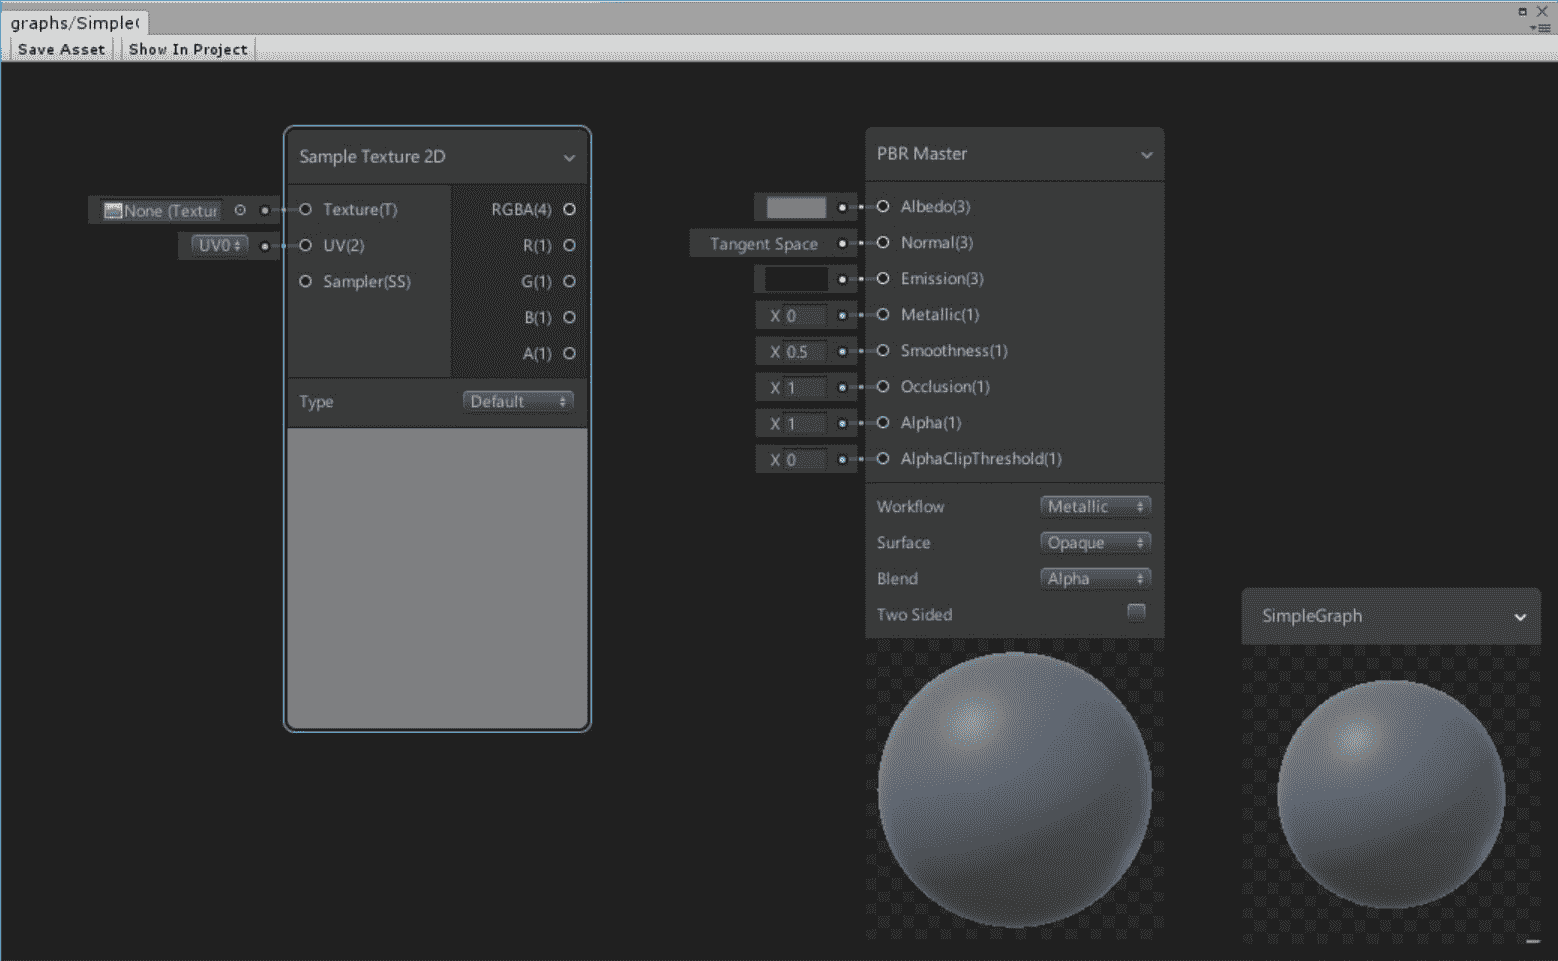 graphs/Simple
Save Asset
Show In Project
Sample Texture 2D
None (Textur
Texture(T)
RGBA(4)
UV0
UV(2)
R(1)
Sampler(SS)
G(1)
B(1)
A(1)
Type
Default
PBR Master
Albedo(3)
Tangent Space
Normal(3)
Emission(3)
X 0
Metallic(1)
X 0.5
Smoothness(1)
X 1
Occlusion(1)
X 1
Alpha(1)
X 0
AlphaClipThreshold(1)
Workflow
Metallic
Surface
Opaque
Blend
Alpha
Two Sided
SimpleGraph